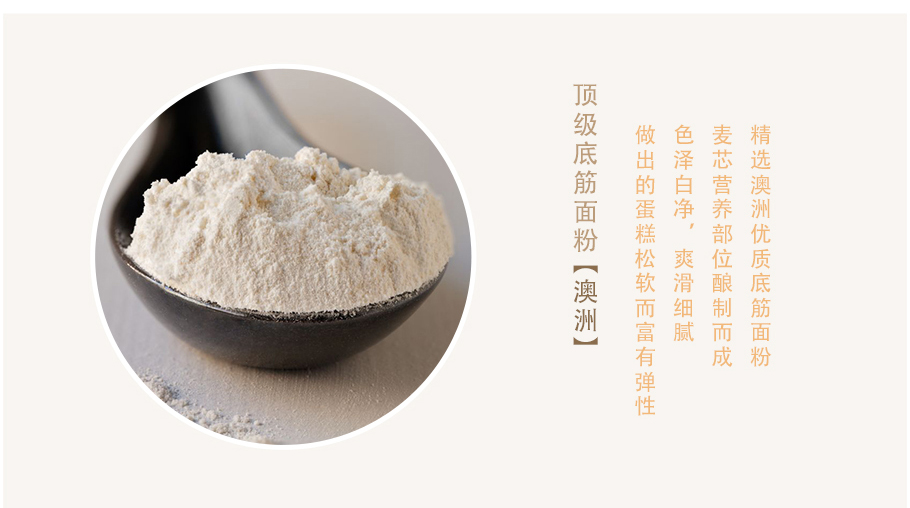 顶级底筋面粉【澳洲】
精选澳洲优质底筋面粉
麦芯营养部位酿制而成
色泽白净，爽滑细腻
做出的蛋糕松软而富有弹性